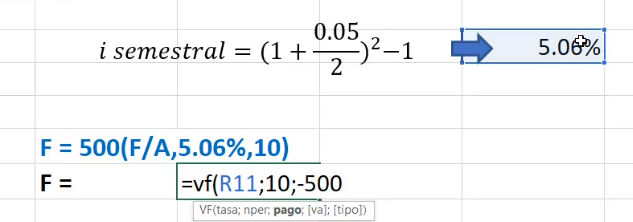 i semestral = (1 + 0.05/2)² − 1
5.06%
F = 500(F/A,5.06%,10)
F = =vf(R11;10;-500
VF(tasa; nper; pago; [va]; [tipo])